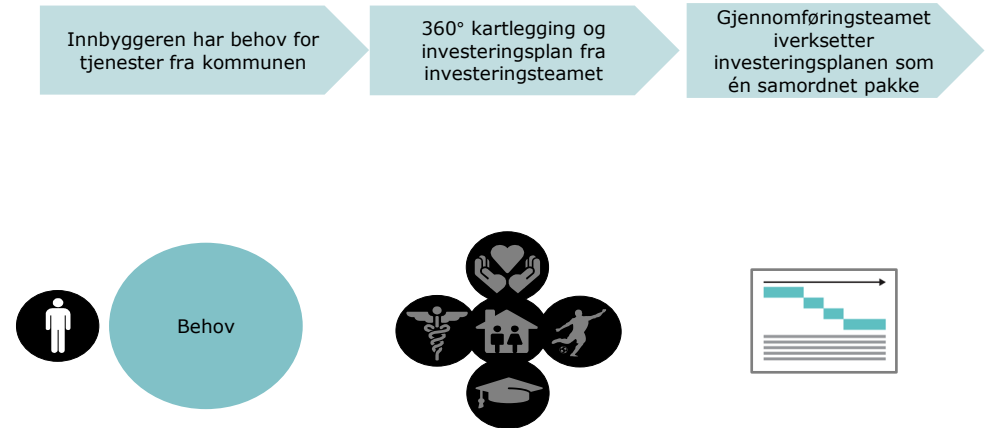 Innbyggeren har behov for
tjenester fra kommunen
360° kartlegging og
investeringsplan fra
investeringsteamet
Gjennomføringsteamet
iverksetter
investeringsplanen som
én samordnet pakke
Behov